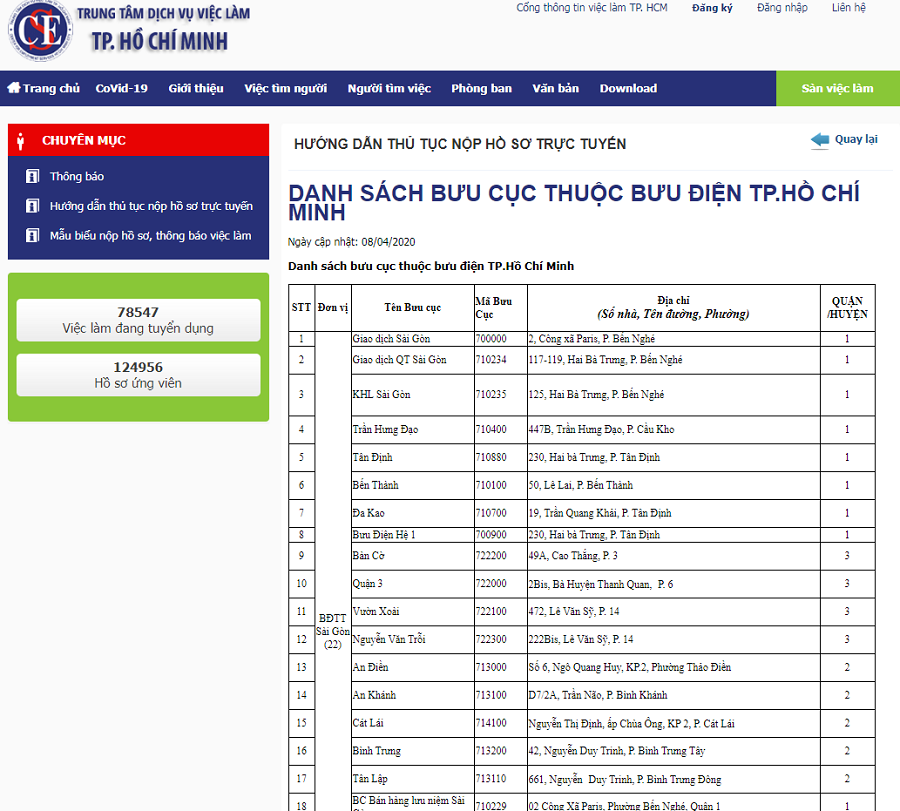 TRUNG TÂM DỊCH VỤ VIỆC LÀM
TP. HỒ CHÍ MINH
CSE
Cổng thông tin việc làm TP. HCM Đăng ký Đăng nhập Liên hệ
Trang chủ CoVid-19 Giới thiệu Việc tìm người Người tìm việc Phòng ban Văn bản Download Sàn việc làm
CHUYÊN MỤC
Thông báo
Hướng dẫn thủ tục nộp hồ sơ trực tuyến
Mẫu biểu nộp hồ sơ, thông báo việc làm
78547
Việc làm đang tuyển dụng
124956
Hồ sơ ứng viên
HƯỚNG DẪN THỦ TỤC NỘP HỒ SƠ TRỰC TUYẾN
Quay lại
DANH SÁCH BƯU CỤC THUỘC BƯU ĐIỆN TP.HỒ CHÍ
MINH
Ngày cập nhật: 08/04/2020
Danh sách bưu cục thuộc bưu điện TP.Hồ Chí Minh
STT Đơn vị Tên Bưu cục Mã Bưu Cục Địa chỉ (Số nhà, Tên đường, Phường) QUẬN /HUYỆN
1 Giao dịch Sài Gòn 700000 2, Công xã Paris, P. Bến Nghé 1
2 Giao dịch QT Sài Gòn 710234 117-119, Hai Bà Trưng, P. Bến Nghé 1
3 KHL Sài Gòn 710235 125, Hai Bà Trưng, P. Bến Nghé 1
4 Trần Hưng Đạo 710400 447B, Trần Hưng Đạo, P. Cầu Kho 1
5 Tân Định 710880 230, Hai bà Trưng, P. Tân Định 1
6 Bến Thành 710100 50, Lê Lai, P. Bến Thành 1
7 Đa Kao 710700 19, Trần Quang Khải, P. Tân Định 1
8 Bưu Điện Hệ 1 700900 230, Hai bà Trưng, P. Tân Định 1
9 Bàn Cờ 722200 49A, Cao Thắng, P. 3 3
10 Quận 3 722000 2Bis, Bà Huyện Thanh Quan, P. 6 3
11 Vườn Xoài 722100 472, Lê Văn Sỹ, P. 14 3
BĐTT
Sài Gòn
(22)
12 Nguyễn Văn Trỗi 722300 222Bis, Lê Văn Sỹ, P. 14 3
13 An Điền 713000 Số 6, Ngô Quang Huy, KP.2, Phường Thảo Điền 2
14 An Khánh 713100 D7/2A, Trần Não, P. Bình Khánh 2
15 Cát Lái 714100 Nguyễn Thị Định, ấp Chùa Ông, KP 2, P. Cát Lái 2
16 Bình Trưng 713200 42, Nguyễn Duy Trinh, P. Bình Trưng Tây 2
17 Tân Lập 713110 661, Nguyễn Duy Trinh, P. Bình Trưng Đông 2
18 BC Bán hàng lưu niệm Sài 710229 02 Công Xã Paris, Phường Bến Nghé, Quận 1 1